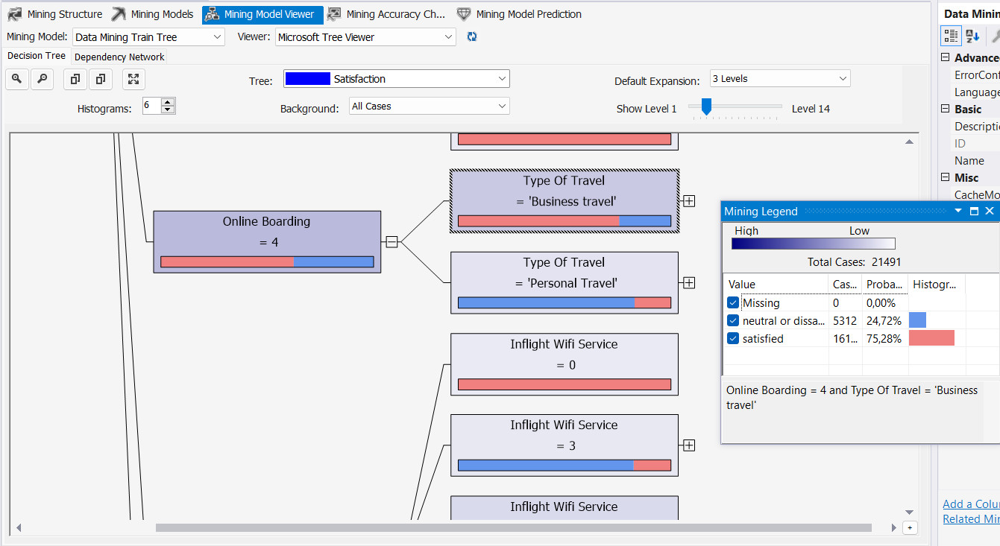 Mining Structure Mining Models Mining Model Viewer Mining Accuracy Ch... Mining Model Prediction
Mining Model: Data Mining Train Tree Viewer: Microsoft Tree Viewer
Decision Tree Dependency Network
Tree: Satisfaction Default Expansion: 3 Levels
Histograms: 6 Background: All Cases Show Level 1 Level 14
Type Of Travel
= 'Business travel'
Online Boarding
= 4
Type Of Travel
= 'Personal Travel'
Inflight Wifi Service
= 0
Inflight Wifi Service
= 3
Inflight Wifi Service
Mining Legend
High Low
Total Cases: 21491
Value Cas... Proba... Histogr...
Missing 0 0,00%
neutral or dissa... 5312 24,72%
satisfied 161... 75,28%
Online Boarding = 4 and Type Of Travel = 'Business
travel'
Data Minin
Advance
ErrorConf
Language
Basic
Descripti
ID
Name
Misc
CacheMo
Add a Colu
Related Mi